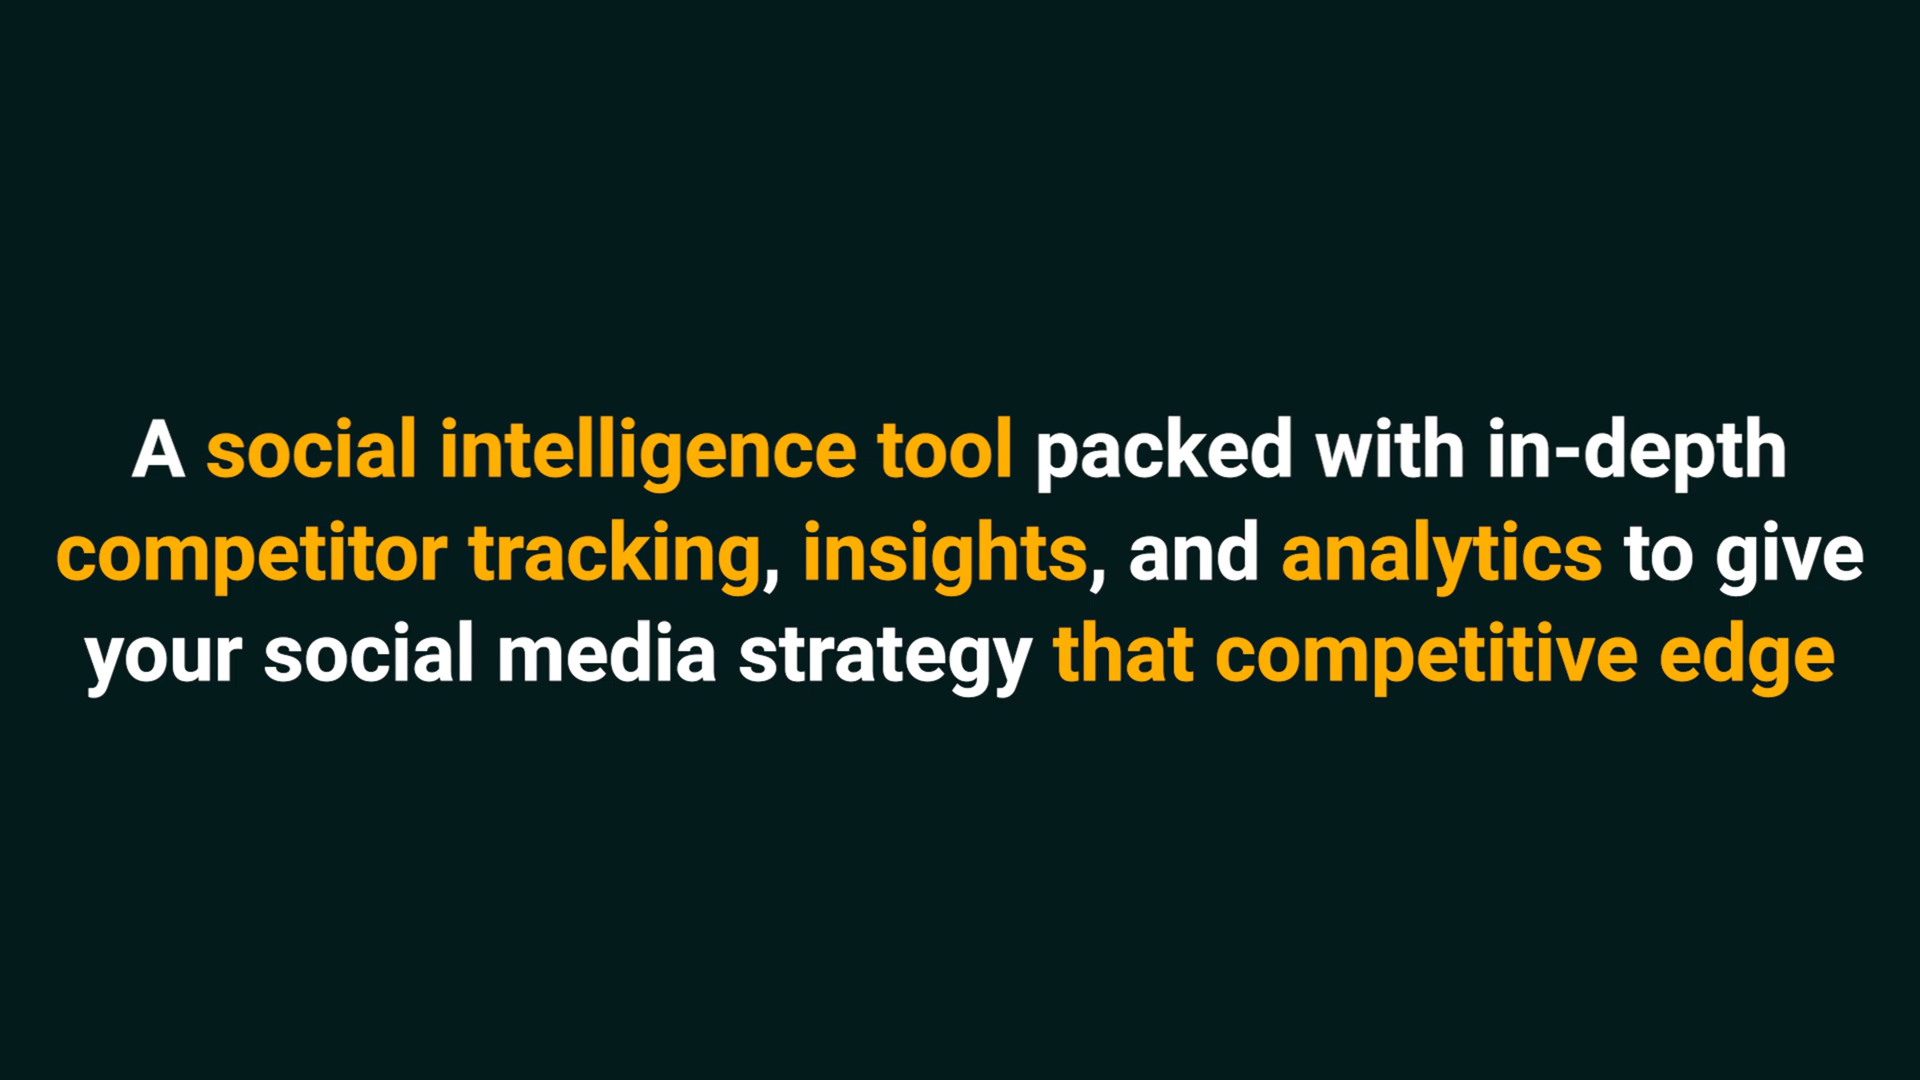 A social intelligence tool packed with in-depth
competitor tracking, insights, and analytics to give
your social media strategy that competitive edge